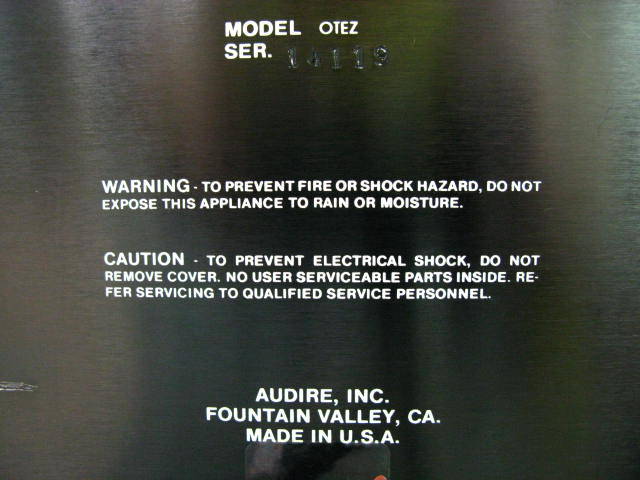 MODEL OTEZ
SER. 14119
WARNING - TO PREVENT FIRE OR SHOCK HAZARD, DO NOT
EXPOSE THIS APPLIANCE TO RAIN OR MOISTURE.
CAUTION - TO PREVENT ELECTRICAL SHOCK, DO NOT
REMOVE COVER. NO USER SERVICEABLE PARTS INSIDE. RE-
FER SERVICING TO QUALIFIED SERVICE PERSONNEL.
AUDIRE, INC.
FOUNTAIN VALLEY, CA.
MADE IN U.S.A.